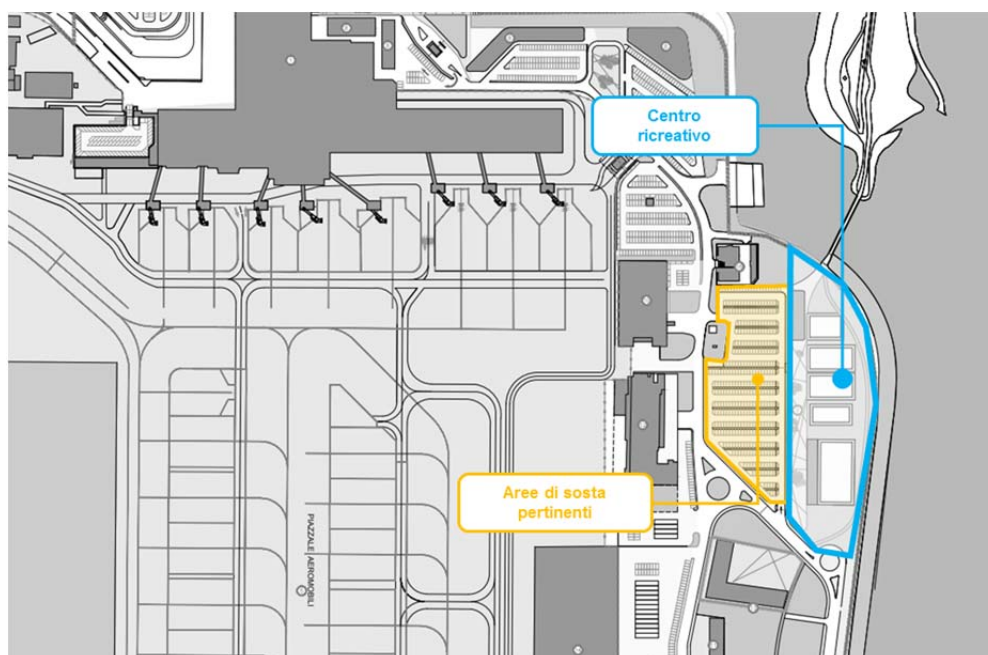 Centro
ricreativo
Aree di sosta
pertinenti
PIAZZALE AEROMOBILI